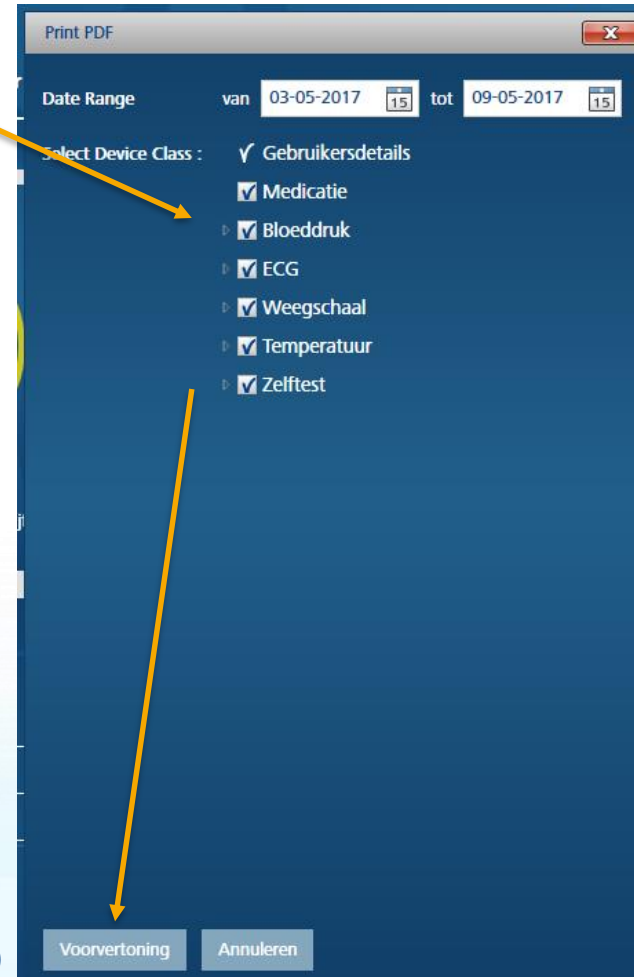 Print PDF
Date Range van 03-05-2017 15 tot 09-05-2017 15
Select Device Class : Gebruikersdetails
Medicatie
Bloeddruk
ECG
Weegschaal
Temperatuur
Zelftest
Voorvertoning Annuleren